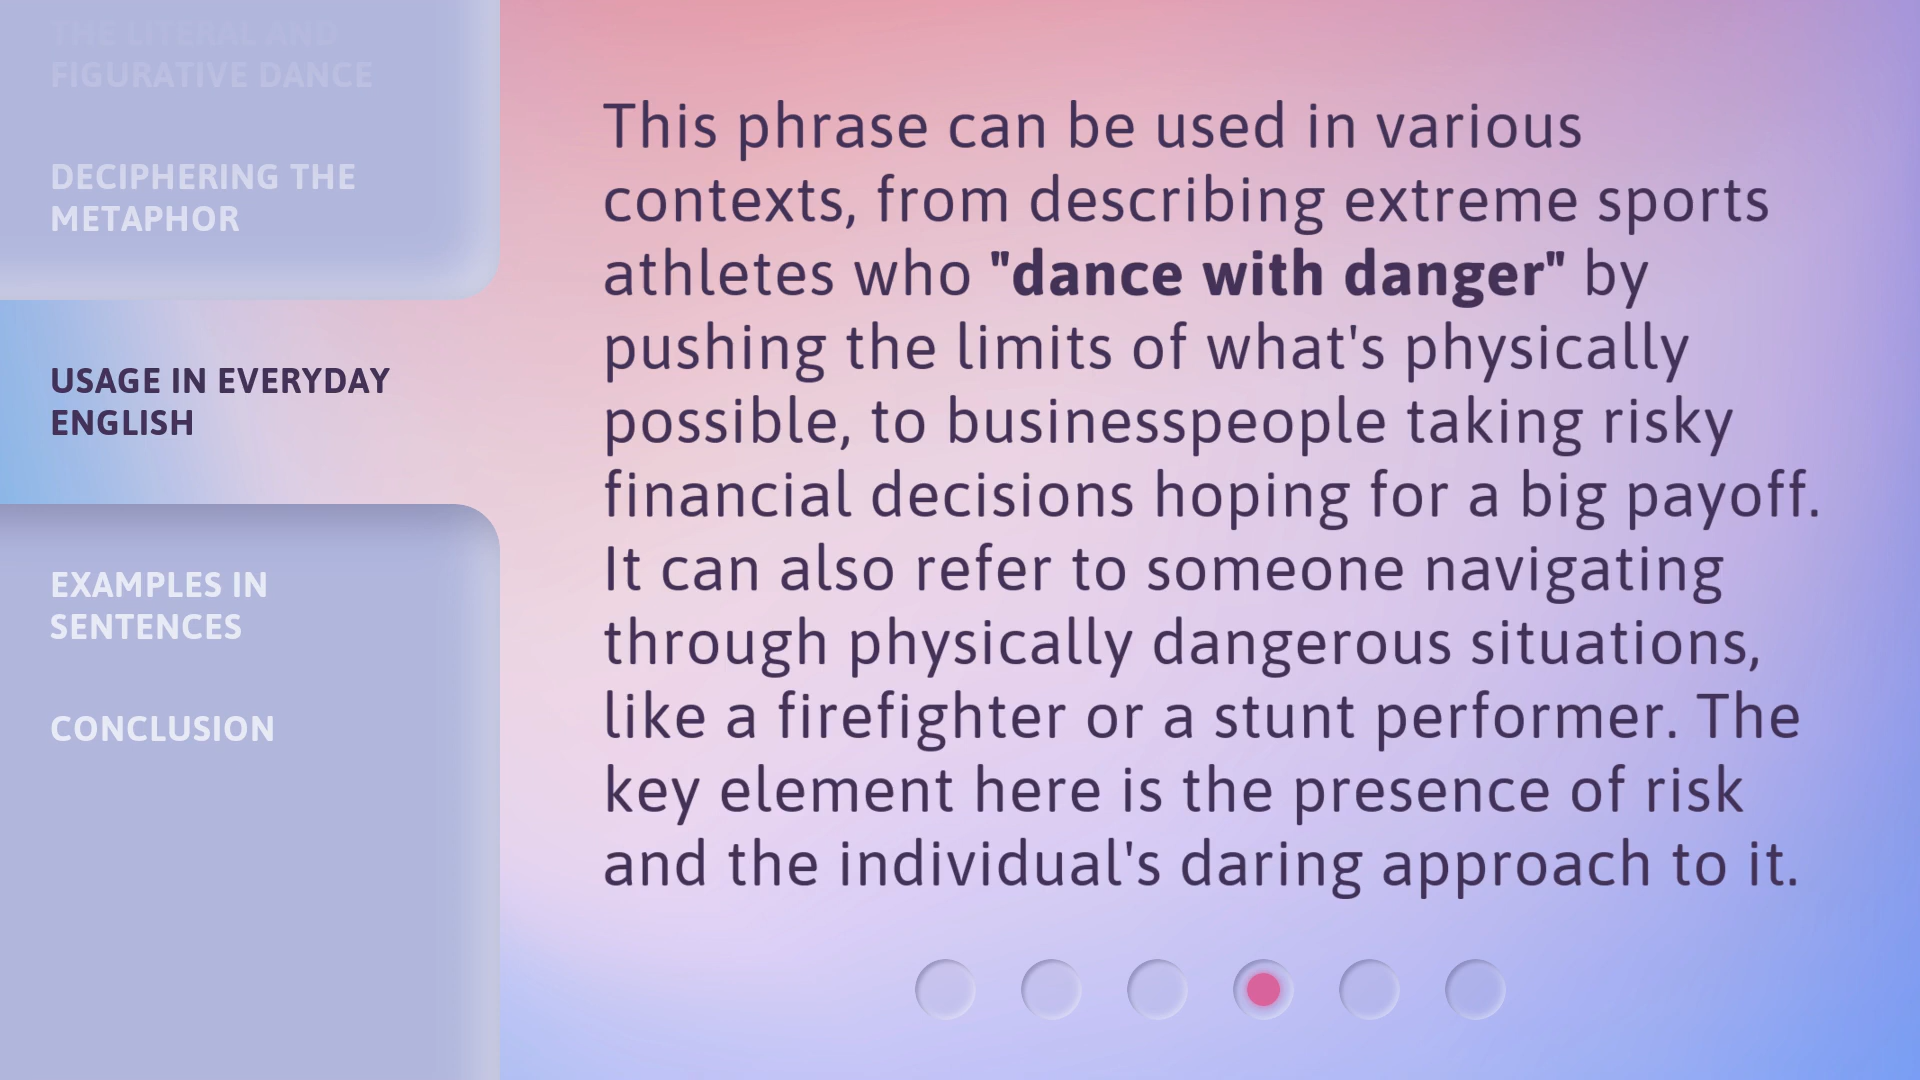 THE LITERAL AND
FIGURATIVE DANCE
DECIPHERING THE
METAPHOR
USAGE IN EVERYDAY
ENGLISH
EXAMPLES IN
SENTENCES
CONCLUSION
This phrase can be used in various
contexts, from describing extreme sports
athletes who "dance with danger" by
pushing the limits of what's physically
possible, to businesspeople taking risky
financial decisions hoping for a big payoff.
It can also refer to someone navigating
through physically dangerous situations,
like a firefighter or a stunt performer. The
key element here is the presence of risk
and the individual's daring approach to it.